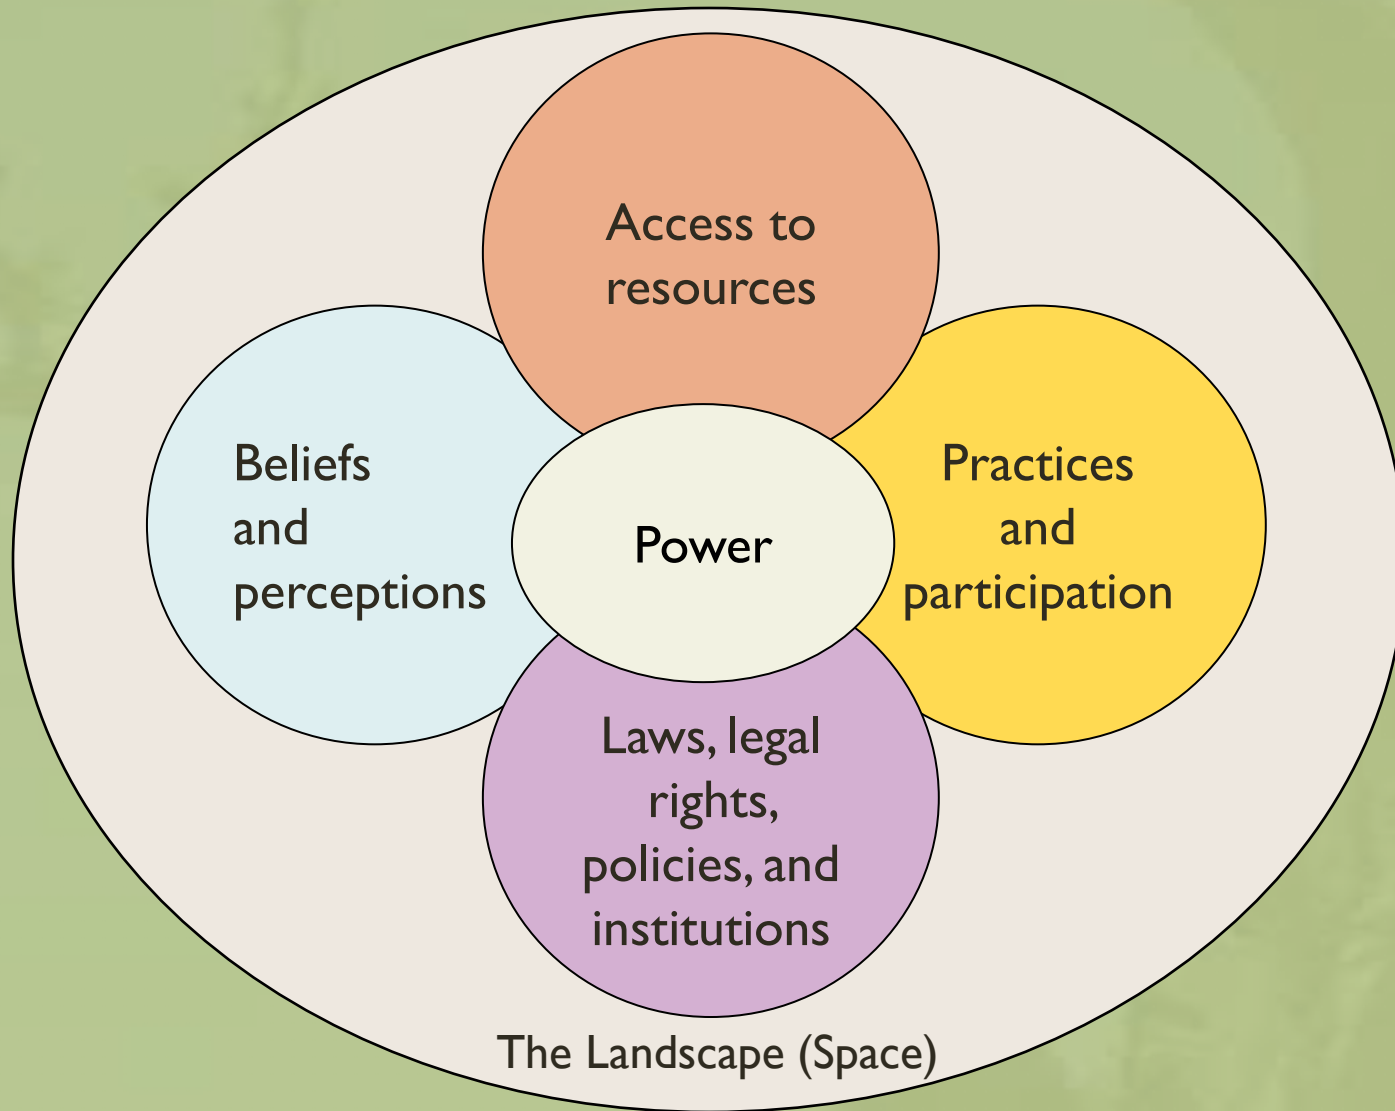 Access to
resources
Beliefs
and
perceptions
Power
Practices
and
participation
Laws, legal
rights,
policies, and
institutions
The Landscape (Space)